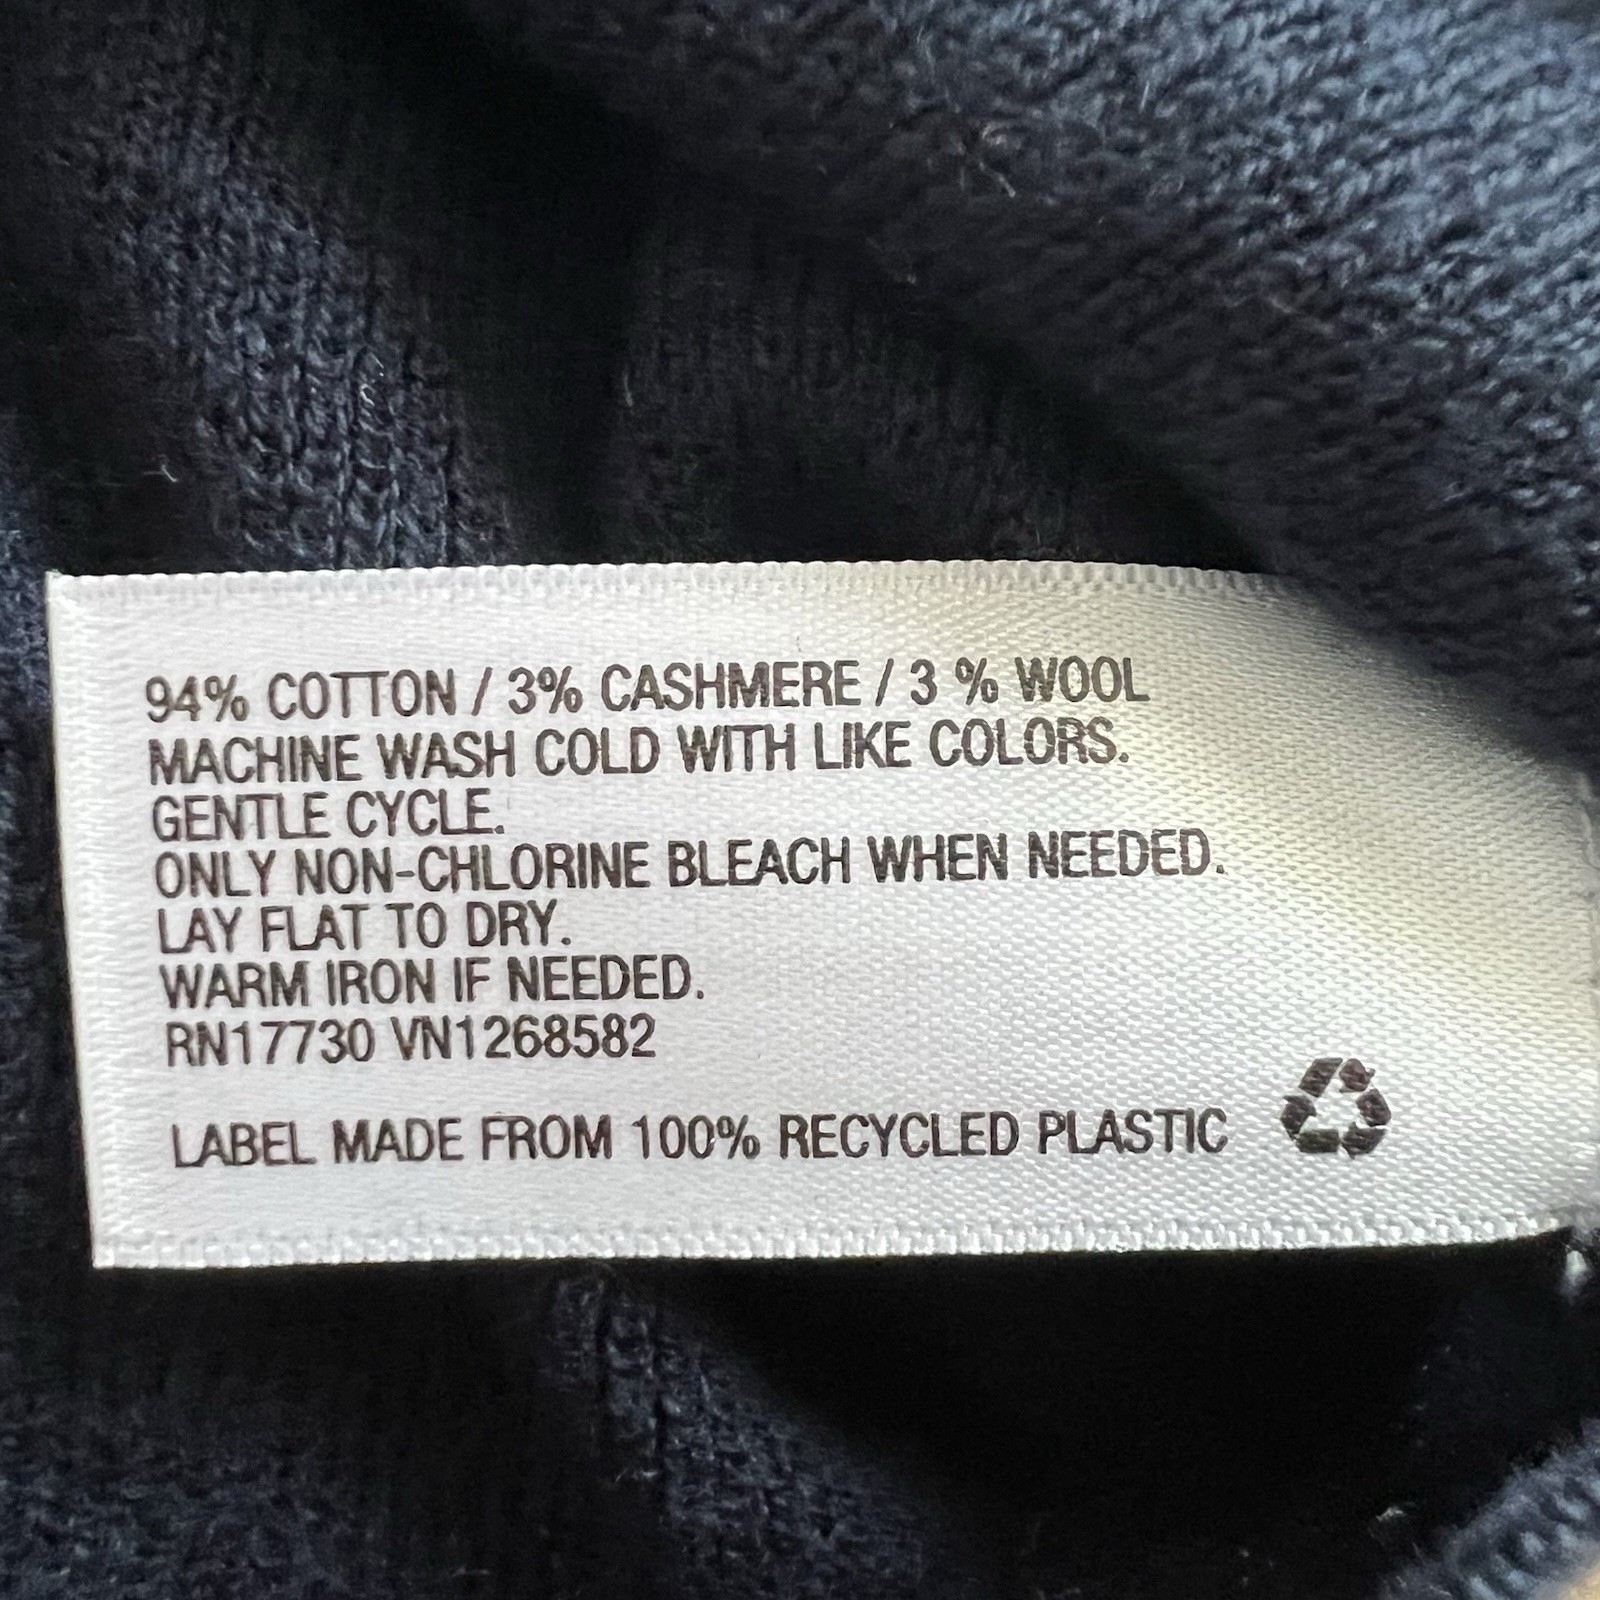 94% COTTON / 3% CASHMERE / 3 % WOOL
MACHINE WASH COLD WITH LIKE COLORS.
GENTLE CYCLE.
ONLY NON-CHLORINE BLEACH WHEN NEEDED.
LAY FLAT TO DRY.
WARM IRON IF NEEDED.
RN17730 VN1268582
LABEL MADE FROM 100% RECYCLED PLASTIC